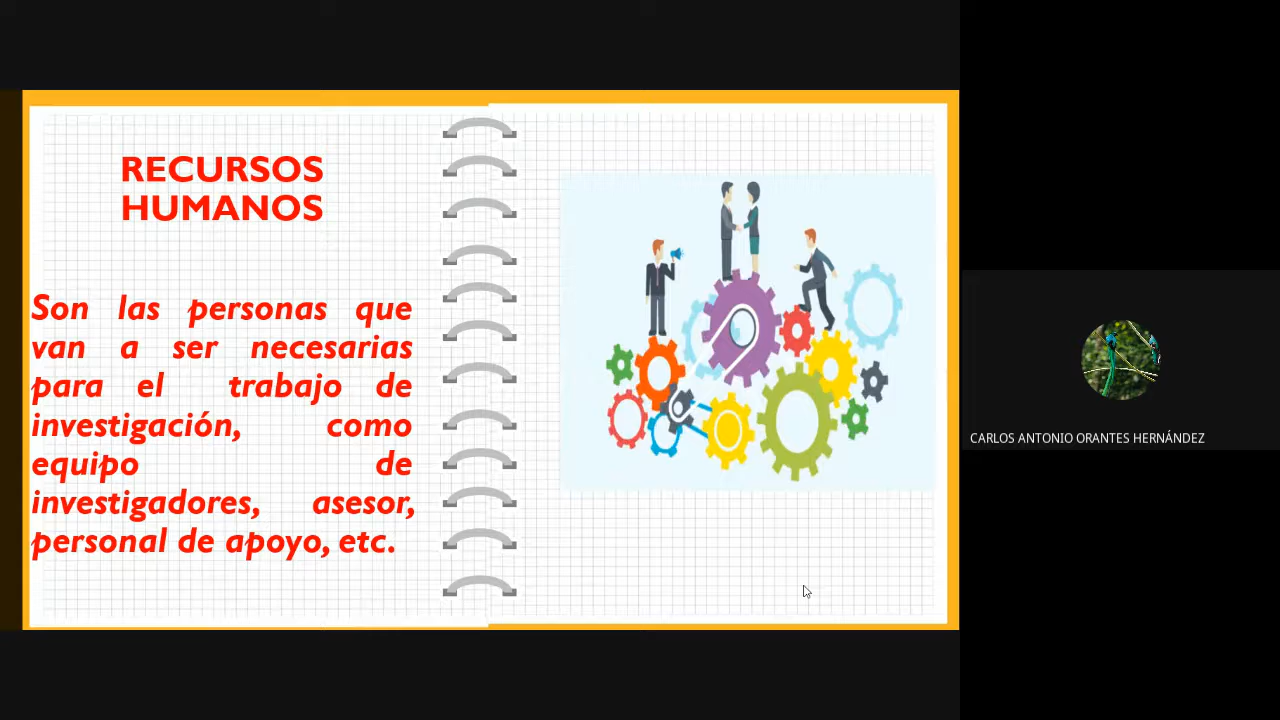 RECURSOS
HUMANOS
Son las personas que
van a ser necesarias
para el trabajo de
investigación, como
equipo de
investigadores, asesor,
personal de apoyo, etc.
CARLOS ANTONIO ORANTES HERNÁNDEZ